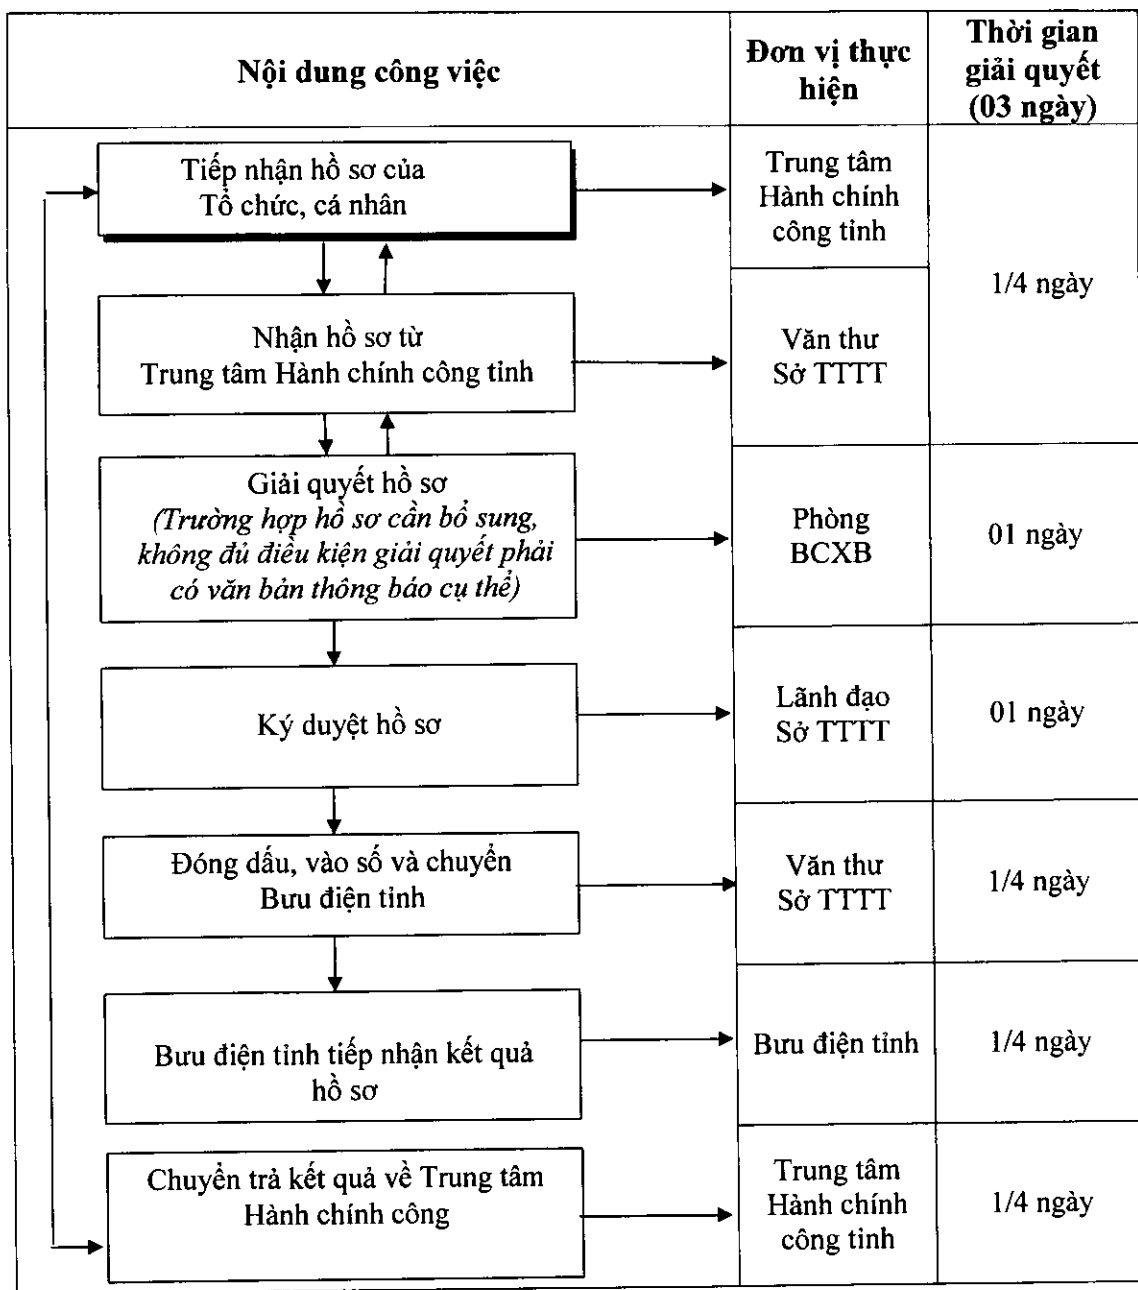 Nội dung công việc
Đơn vị thực
hiện
Thời gian
giải quyết
(03 ngày)
Tiếp nhận hồ sơ của
Tổ chức, cá nhân
Trung tâm
Hành chính
công tỉnh
1/4 ngày
Nhận hồ sơ từ
Trung tâm Hành chính công tỉnh
Văn thư
Sở TTTT
Giải quyết hồ sơ
(Trường hợp hồ sơ cần bổ sung,
không đủ điều kiện giải quyết phải
có văn bản thông báo cụ thể)
Phòng
BCXB
01 ngày
Ký duyệt hồ sơ
Lãnh đạo
Sở TTTT
01 ngày
Đóng dấu, vào số và chuyển
Bưu điện tỉnh
Văn thư
Sở TTTT
1/4 ngày
Bưu điện tỉnh tiếp nhận kết quả
hồ sơ
Bưu điện tỉnh
1/4 ngày
Chuyển trả kết quả về Trung tâm
Hành chính công
Trung tâm
Hành chính
công tỉnh
1/4 ngày